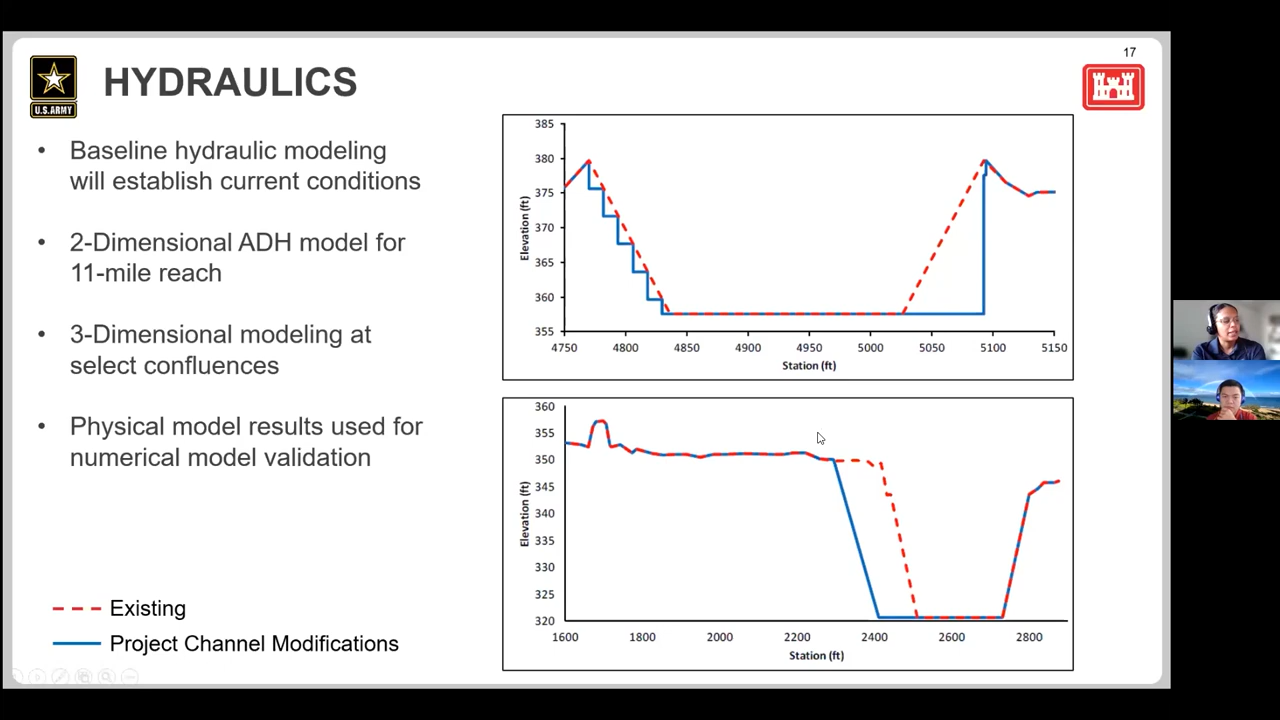 17
U.S.ARMY
HYDRAULICS
• Baseline hydraulic modeling
will establish current conditions
• 2-Dimensional ADH model for
11-mile reach
• 3-Dimensional modeling at
select confluences
• Physical model results used for
numerical model validation
Existing
Project Channel Modifications
385
380
375
370
365
360
355
Elevation (ft)
4750 4800 4850 4900 4950 5000 5050 5100 5150
Station (ft)
360
355
350
345
340
335
330
325
320
Elevation (ft)
1600 1800 2000 2200 2400 2600 2800
Station (ft)